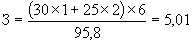 З = (30×1+25×2)×6 / 95,8 = 5,01